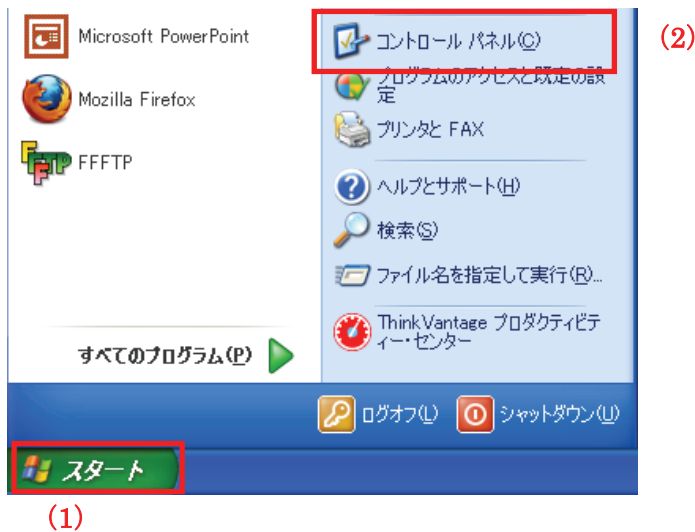 Microsoft PowerPoint
Mozilla Firefox
FFFTP
すべてのプログラム(P)
コントロール パネル(C)
(2)
プログラムのアクセスと既定の設
定
プリンタと FAX
ヘルプとサポート(H)
検索(S)
ファイル名を指定して実行(R)...
ThinkVantage プロダクティビテ
ィー・センター
ログオフ(L)
シャットダウン(U)
スタート
(1)